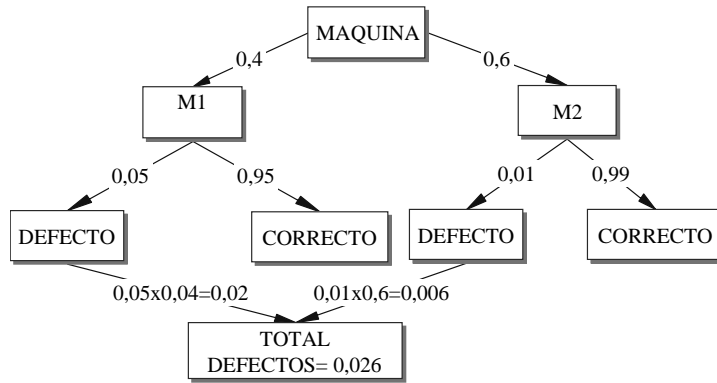 MAQUINA
0,4
0,6
M1
M2
0,05
0,95
0,01
0,99
DEFECTO
CORRECTO
DEFECTO
CORRECTO
0,05x0,04=0,02
0,01x0,6=0,006
TOTAL
DEFECTOS= 0,026